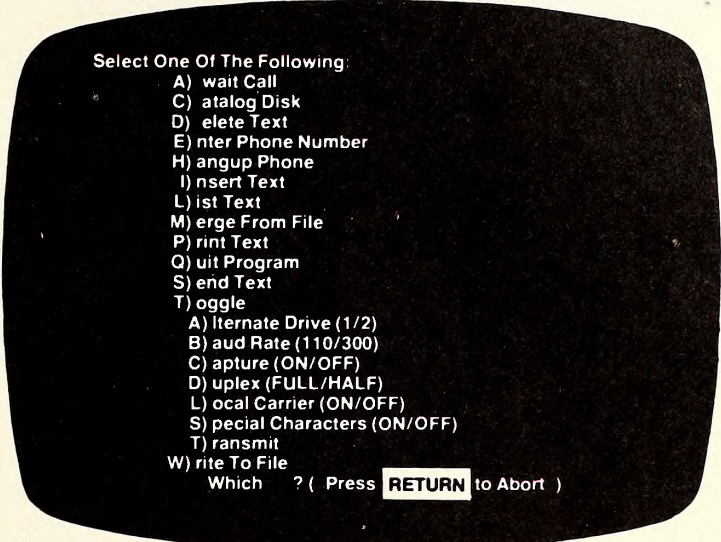 Select One Of The Following:
A) wait Call
C) atalog Disk
D) elete Text
E) nter Phone Number
H) angup Phone
I) nsert Text
L) ist Text
M) erge From File
P) rint Text
Q) uit Program
S) end Text
T) oggle
A) lternate Drive (1/2)
B) aud Rate (110/300)
C) apture (ON/OFF)
D) uplex (FULL/HALF)
L) ocal Carrier (ON/OFF)
S) pecial Characters (ON/OFF)
T) ransmit
W) rite To File
Which ? ( Press RETURN to Abort )